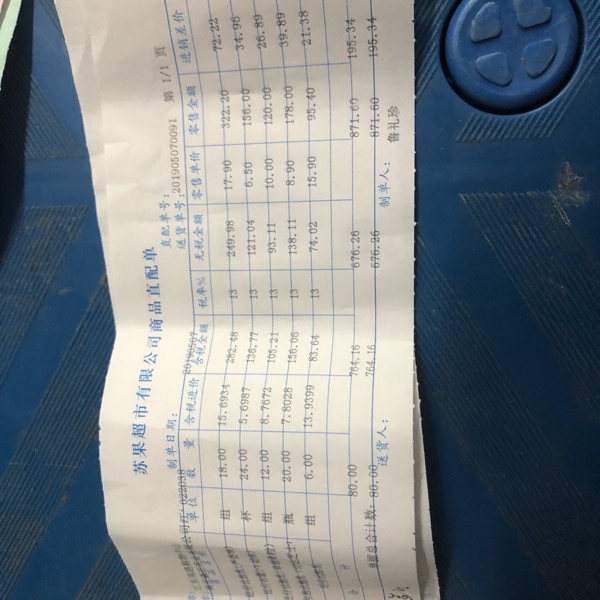 苏果超市有限公司商品直配单
直配单号:
制单日期: 20190507 送货单号: 201905070091 第 1/1 页
022038
单位 数 量 含税进价 含税金额 税率% 无税金额 零售单价 零售金额 进销差价
组 18.00 15.6934 282.48 13 249.98 17.90 322.20 72.22
杯 24.00 5.6987 136.77 13 121.04 6.50 156.00 34.96
组 12.00 8.7672 105.21 13 93.11 10.00 120.00 26.89
瓶 20.00 7.8028 156.06 13 138.11 8.90 178.00 39.89
组 6.00 13.9399 83.64 13 74.02 15.90 95.40 21.38
合 计 80.00 764.16 676.26 871.60 195.34
单据总合计数: 80.00 764.16 676.26 871.60 195.34
送货人: 制单人: 鲁礼珍